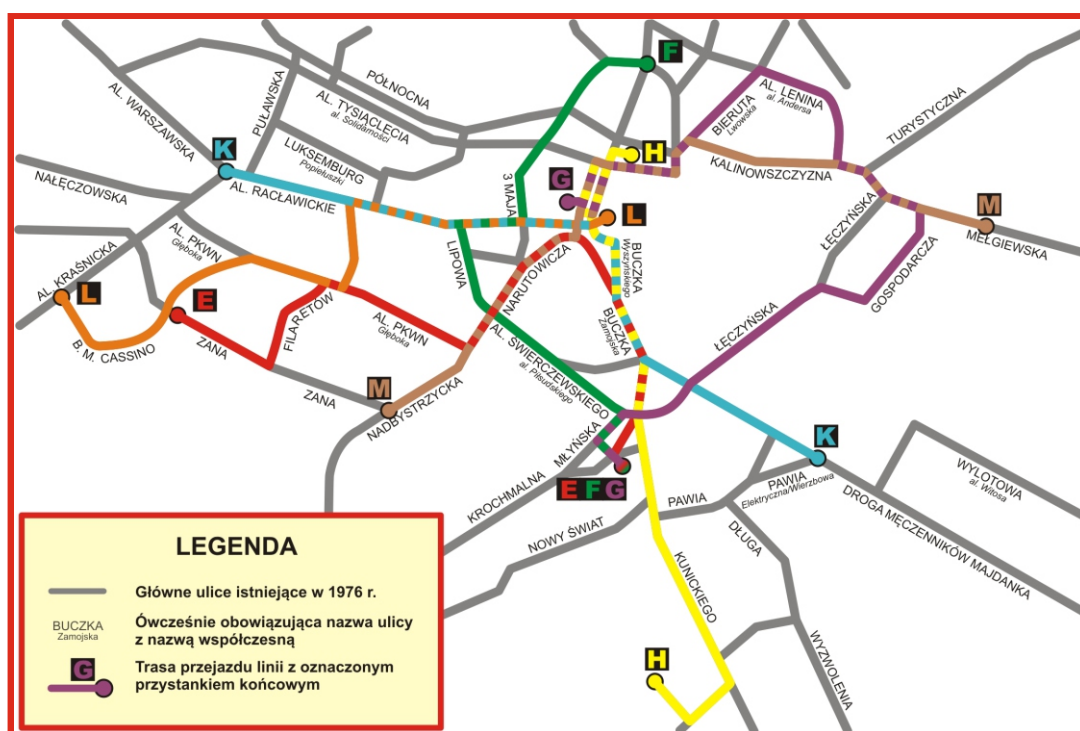 F
PÓŁNOCNA
AL. WARSZAWSKA
PUŁAWSKA
AL. TYSIĄCLECIA
al. Solidarności
BIERUTA
Lwowska
AL. LENINA
al. Andersa
TURYSTYCZNA
K
LUKSEMBURG
Popiełuszki
H
KALINOWSZCZYZNA
NAŁĘCZOWSKA
AL. RACŁAWICKIE
3 MAJA
G
L
M
MEŁGIEWSKA
ŁĘCZYŃSKA
GOSPODARCZA
AL. KRAŚNICKA
AL. PKWN
Głęboka
LIPOWA
NARUTOWICZA
BUCZKA
Wyszyńskiego
L
E
FILARETÓW
AL. PKWN
Głęboka
BUCZKA
Zamojska
B. M. CASSINO
ZANA
ZANA
M
NADBYSTRZYCKA
AL. ŚWIERCZEWSKIEGO
al. Piłsudskiego
ŁĘCZYŃSKA
MŁYŃSKA
K
E F G
KROCHMALNA
NOWY ŚWIAT
PAWIA
PAWIA
Elektryczna/Wierzbowa
DŁUGA
WYLOTOWA
al. Witosa
DROGA MĘCZENNIKÓW MAJDANKA
KUNICKIEGO
H
WYZWOLENIA
LEGENDA
Główne ulice istniejące w 1976 r.
BUCZKA
Zamojska
Ówcześnie obowiązująca nazwa ulicy
z nazwą współczesną
G
Trasa przejazdu linii z oznaczonym
przystankiem końcowym